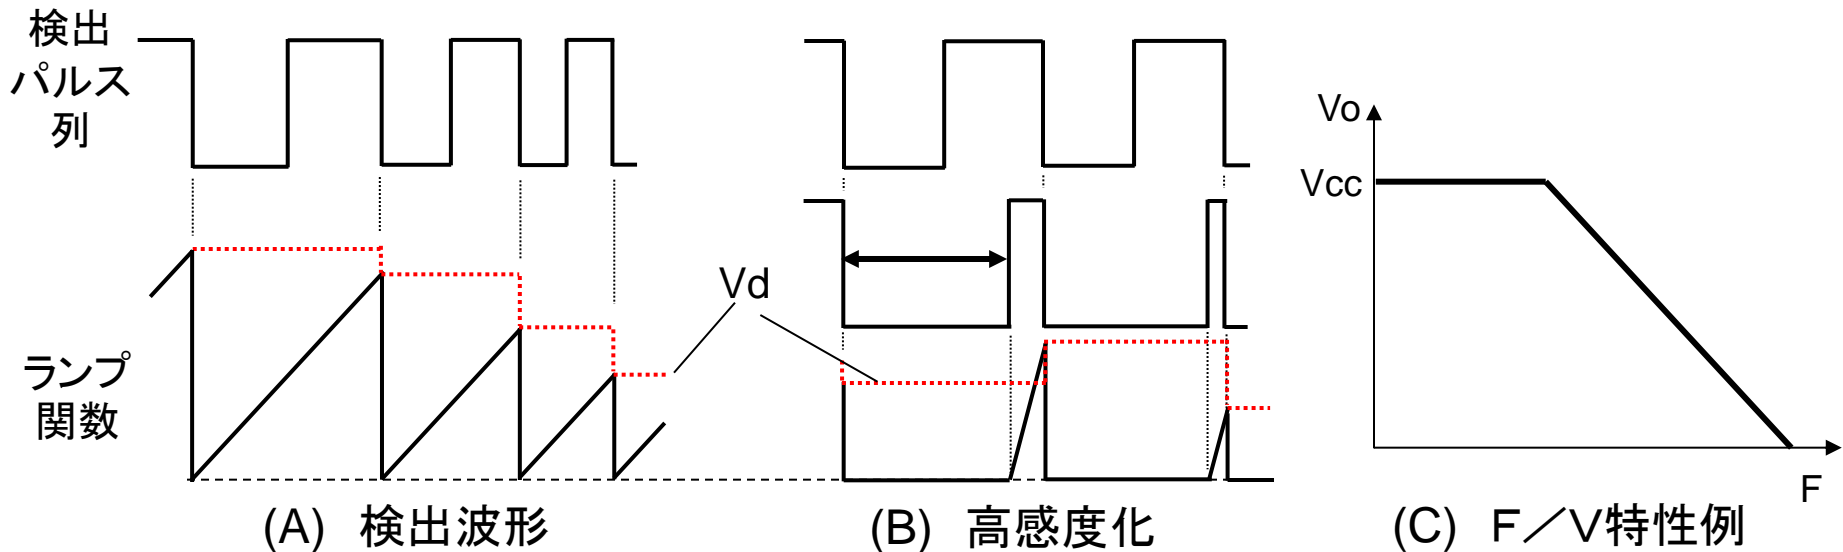 検出
パルス
列
ランプ
関数
Vd
Vo
Vcc
F
(A) 検出波形
(B) 高感度化
(C) F／V特性例